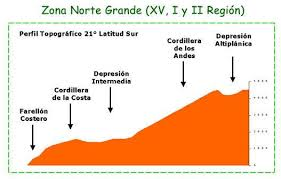 Zona Norte Grande (XV, I y II Región)
Perfil Topográfico 21° Latitud Sur
Cordillera
de los
Andes
Depresión
Altiplánica
Depresión
Intermedia
Cordillera
de la Costa
Farellón
Costero